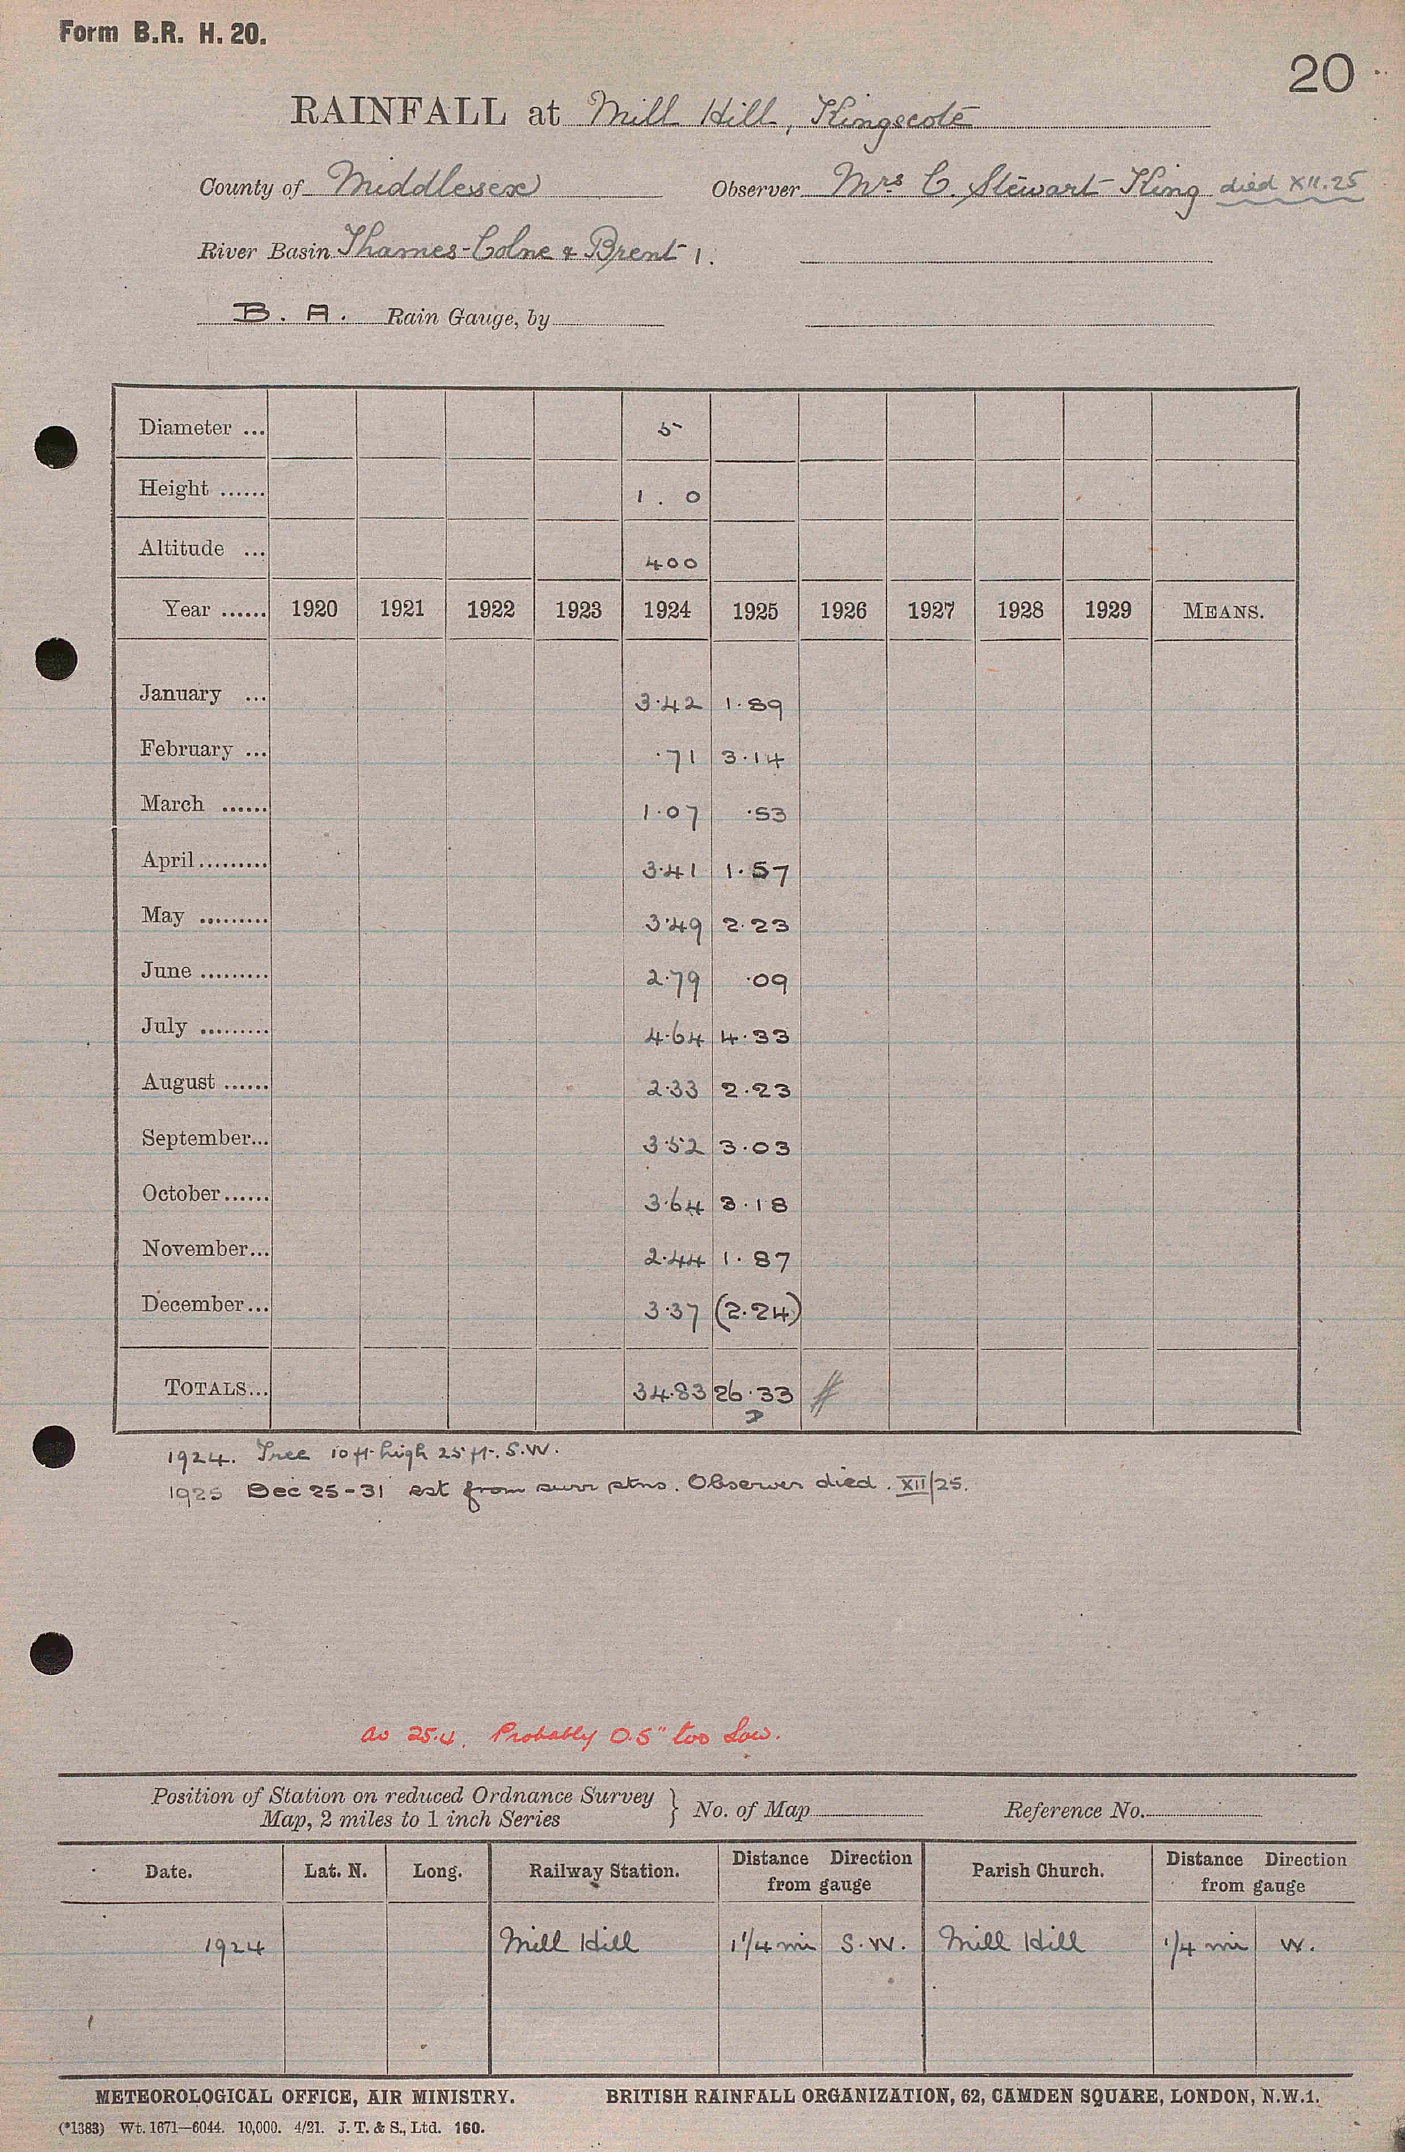 Form B.R. H. 20.
20
RAINFALL at Mill Hill, Kingscote
County of Middlesex Observer Mrs C. Stewart King died XII.25
River Basin Thames-Colne & Brent 1.
B. A. Rain Gauge, by
Diameter ... 5
Height ...... 1 . 0
Altitude ... 400
Year ...... 1920 1921 1922 1923 1924 1925 1926 1927 1928 1929 MEANS.
January ... 3.42 1.89
February ... .71 3.14
March ...... 1.07 .53
April......... 3.41 1.57
May ......... 3.49 2.23
June ......... 2.79 .09
July ......... 4.64 4.33
August ...... 2.33 2.23
September... 3.52 3.03
October...... 3.64 3.18
November... 2.44 1.87
December... 3.37 (2.24)
TOTALS... 34.83 26.33
1924. Tree 10 ft high 25 ft. S.W.
1925 Dec 25-31 est from surr stns. Observer died. XII/25.
av 25.4. Probably 0.5" too low.
Position of Station on reduced Ordnance Survey
Map, 2 miles to 1 inch Series } No. of Map Reference No.
Date. Lat. N. Long. Railway Station. Distance Direction from gauge Parish Church. Distance Direction from gauge
1924 Mill Hill 1 1/4 mi S.W. Mill Hill 1/4 mi W.
METEOROLOGICAL OFFICE, AIR MINISTRY. BRITISH RAINFALL ORGANIZATION, 62, CAMDEN SQUARE, LONDON, N.W.1.
(*1383) Wt. 1671—6044. 10,000. 4/21. J. T. & S., Ltd. 160.